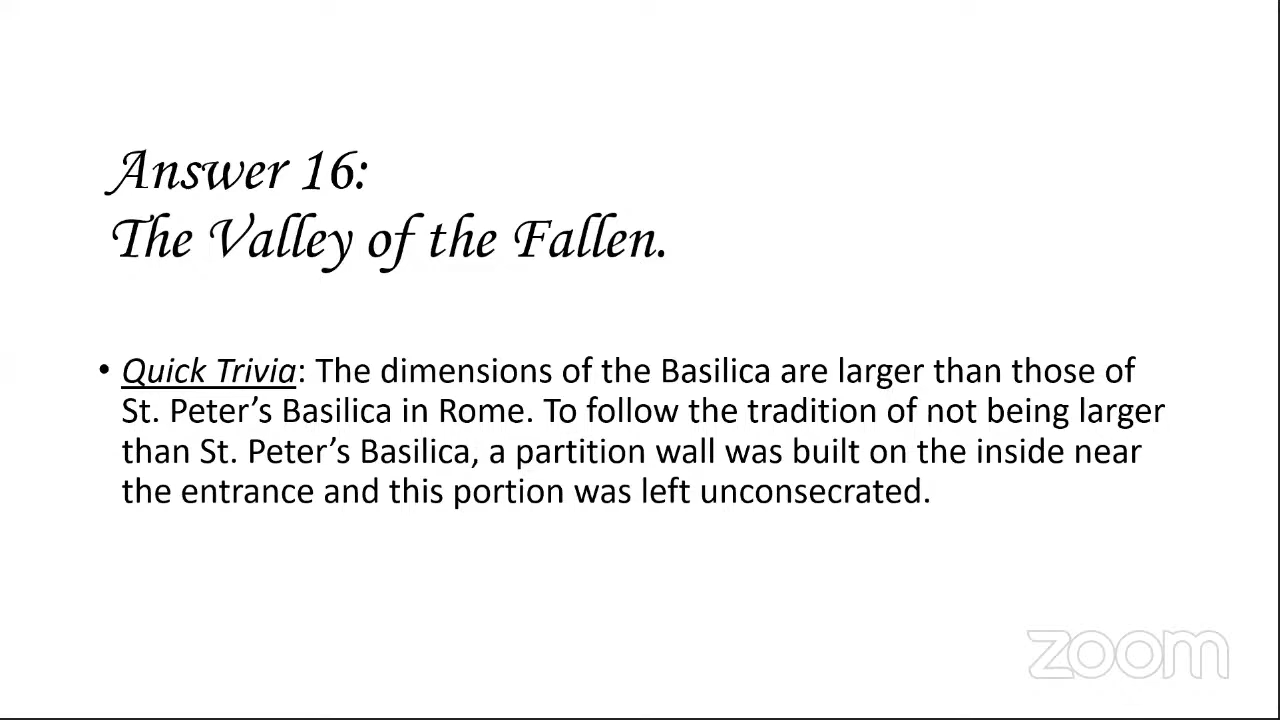 Answer 16:
The Valley of the Fallen.
• Quick Trivia: The dimensions of the Basilica are larger than those of
St. Peter’s Basilica in Rome. To follow the tradition of not being larger
than St. Peter’s Basilica, a partition wall was built on the inside near
the entrance and this portion was left unconsecrated.
zoom